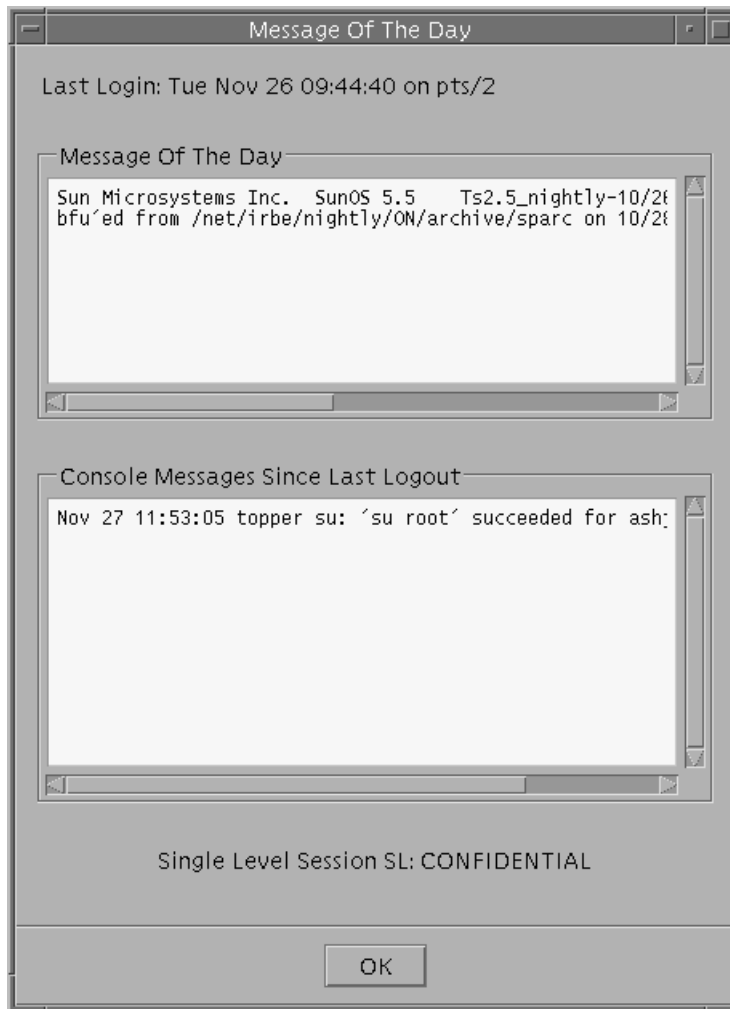 Message Of The Day
Last Login: Tue Nov 26 09:44:40 on pts/2
Message Of The Day
Sun Microsystems Inc.  SunOS 5.5    Ts2.5_nightly-10/28
bfu´ed from /net/irbe/nightly/ON/archive/sparc on 10/28
Console Messages Since Last Logout
Nov 27 11:53:05 topper su: ´su root´ succeeded for
Single Level Session SL: CONFIDENTIAL
OK